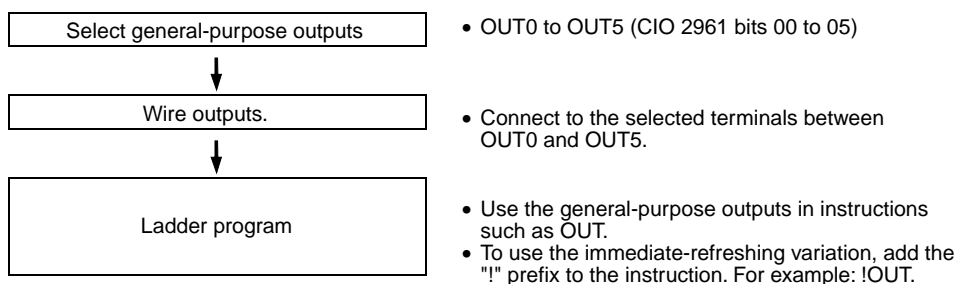 Select general-purpose outputs
• OUT0 to OUT5 (CIO 2961 bits 00 to 05)
Wire outputs.
• Connect to the selected terminals between
OUT0 and OUT5.
Ladder program
• Use the general-purpose outputs in instructions
such as OUT.
• To use the immediate-refreshing variation, add the
"!" prefix to the instruction. For example: !OUT.